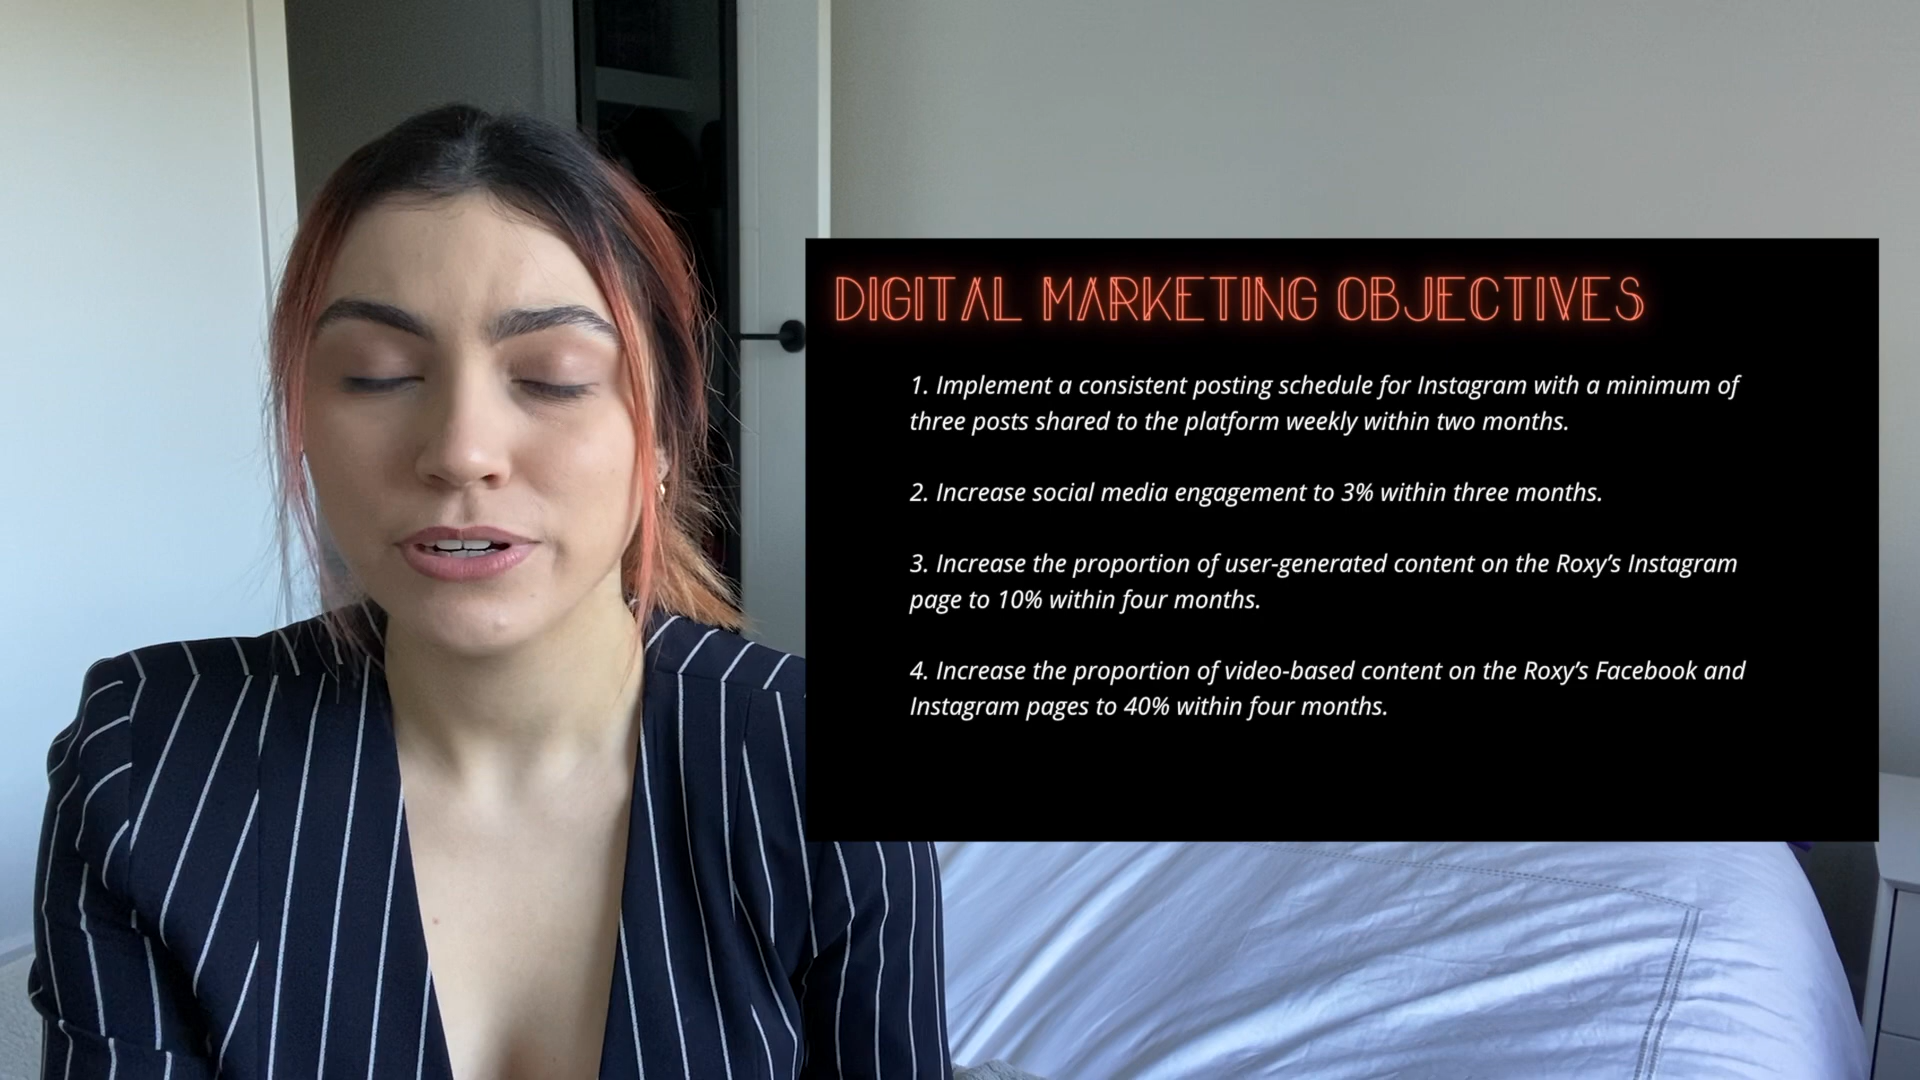 DIGITAL MARKETING OBJECTIVES
1. Implement a consistent posting schedule for Instagram with a minimum of
three posts shared to the platform weekly within two months.
2. Increase social media engagement to 3% within three months.
3. Increase the proportion of user-generated content on the Roxy’s Instagram
page to 10% within four months.
4. Increase the proportion of video-based content on the Roxy’s Facebook and
Instagram pages to 40% within four months.